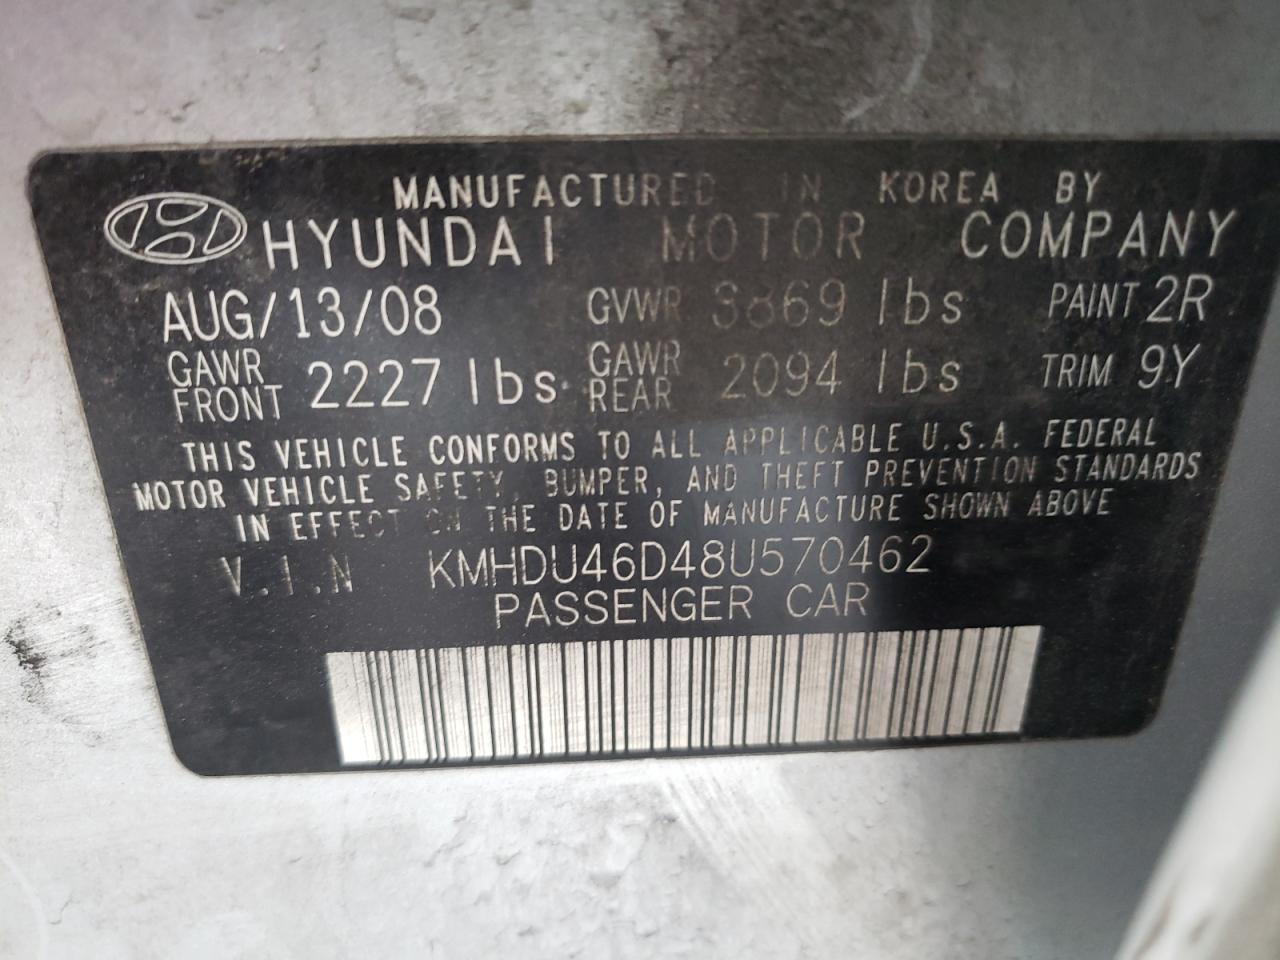 MANUFACTURED IN KOREA BY
HYUNDAI MOTOR COMPANY
AUG/13/08 GVWR 3869 lbs PAINT 2R
GAWR FRONT 2227 lbs GAWR REAR 2094 lbs TRIM 9Y
THIS VEHICLE CONFORMS TO ALL APPLICABLE U.S.A. FEDERAL
MOTOR VEHICLE SAFETY, BUMPER, AND THEFT PREVENTION STANDARDS
IN EFFECT ON THE DATE OF MANUFACTURE SHOWN ABOVE
V.I.N KMHDU46D48U570462
PASSENGER CAR